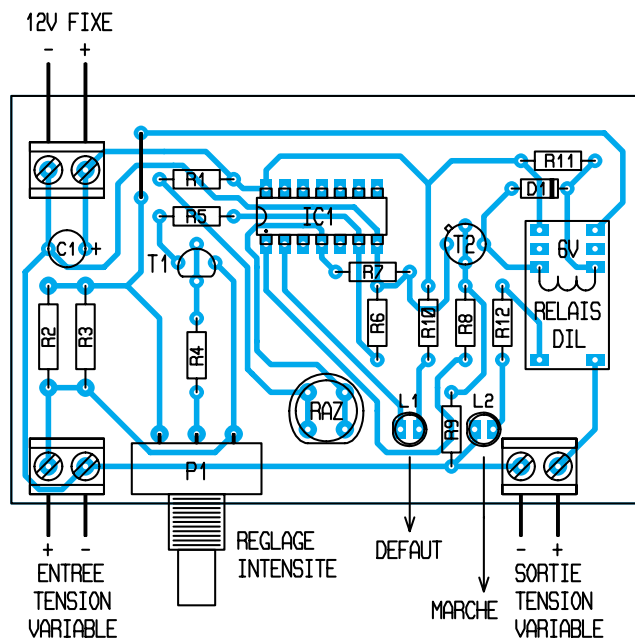 12V FIXE
- +
R1
R11
D1
R5
IC1
C1 +
T1
T2
6V
R7
RELAIS
DIL
R2
R3
R4
R6
R10
R8
R12
L1
L2
RAZ
R9
P1
+ -
- +
REGLAGE
INTENSITE
DEFAUT
ENTREE
TENSION
VARIABLE
MARCHE
SORTIE
TENSION
VARIABLE